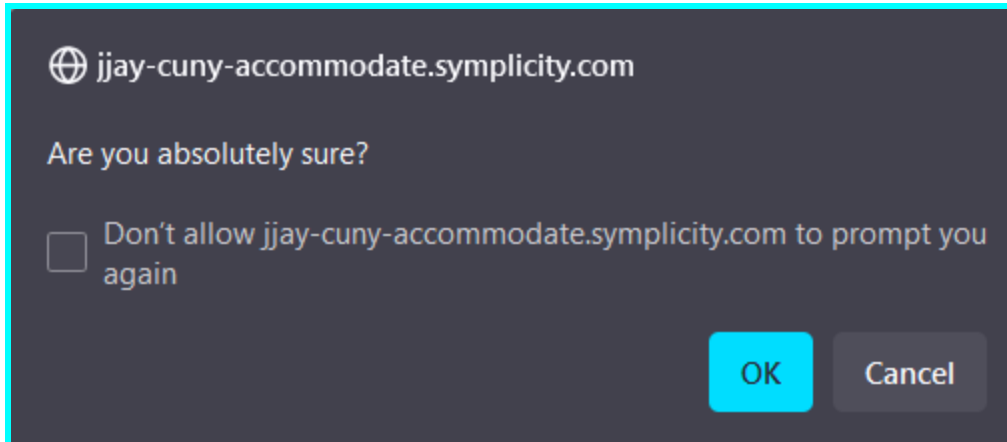 jjay-cuny-accommodate.symplicity.com
Are you absolutely sure?
Don’t allow jjay-cuny-accommodate.symplicity.com to prompt you
again
OK Cancel